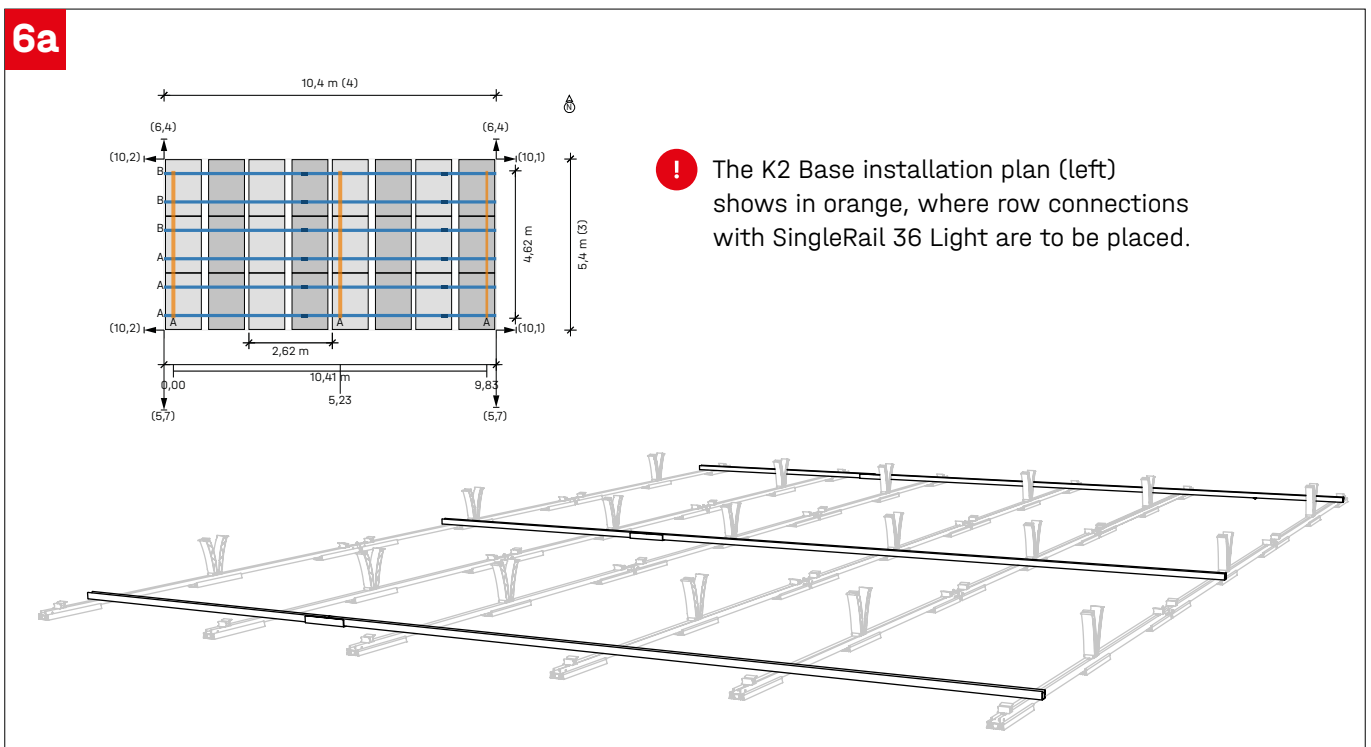 6a
10,4 m (4)
N
(6,4)
(6,4)
(10,2)
(10,1)
B
B
B
A
A
A
4,62 m
5,4 m (3)
A
A
A
(10,2)
(10,1)
2,62 m
10,41 m
0,00
9,83
5,23
(5,7)
(5,7)
! The K2 Base installation plan (left)
shows in orange, where row connections
with SingleRail 36 Light are to be placed.